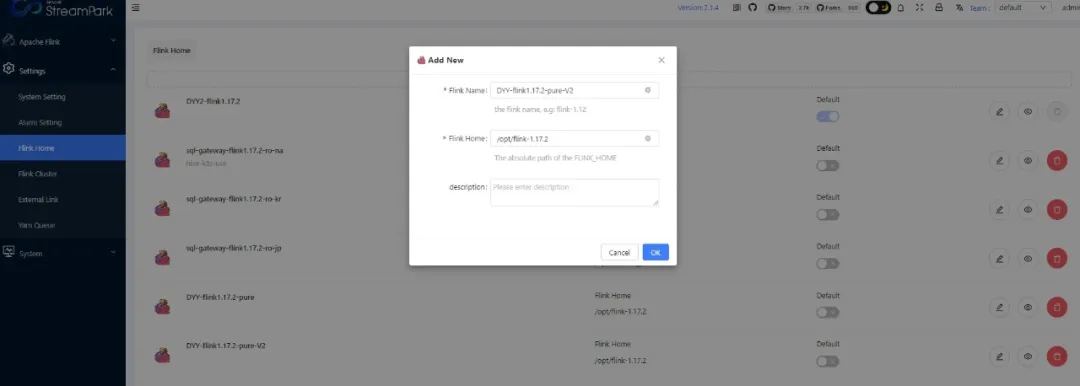 StreamPark
Version: 2.1.4
Team :
default
admin
Apache Flink
Settings
System Setting
Alarm Setting
Flink Home
Flink Cluster
External Link
Yarn Queue
System
Flink Home
DYY2-flink1.17.2
Default
sql-gateway-flink1.17.2-ro-na
Default
sql-gateway-flink1.17.2-ro-kr
Default
sql-gateway-flink1.17.2-ro-jp
Default
DYY-flink1.17.2-pure
Flink Home
/opt/flink-1.17.2
Default
DYY-flink1.17.2-pure-V2
Flink Home
/opt/flink-1.17.2
Default
Add New
* Flink Name:
DYY-flink1.17.2-pure-V2
the flink name, e.g: flink-1.12
* Flink Home:
/opt/flink-1.17.2
The absolute path of the FLINK_HOME
description:
Please enter description
Cancel
OK